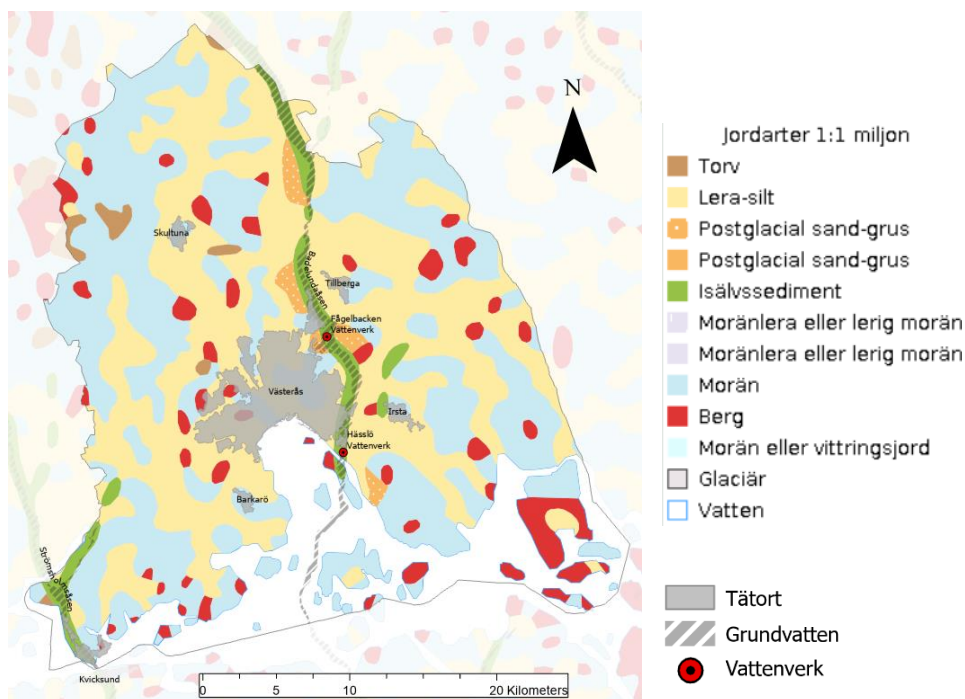 N
Skultuna
Badelundaåsen
Tillberga
Fågelbacken
Vattenverk
Västerås
Irsta
Hässlö
Vattenverk
Barkarö
Strömsholmsåsen
Kvicksund
0 5 10 20 Kilometers
Jordarter 1:1 miljon
Torv
Lera-silt
Postglacial sand-grus
Postglacial sand-grus
Isälvssediment
Moränlera eller lerig morän
Moränlera eller lerig morän
Morän
Berg
Morän eller vittringsjord
Glaciär
Vatten
Tätort
Grundvatten
Vattenverk